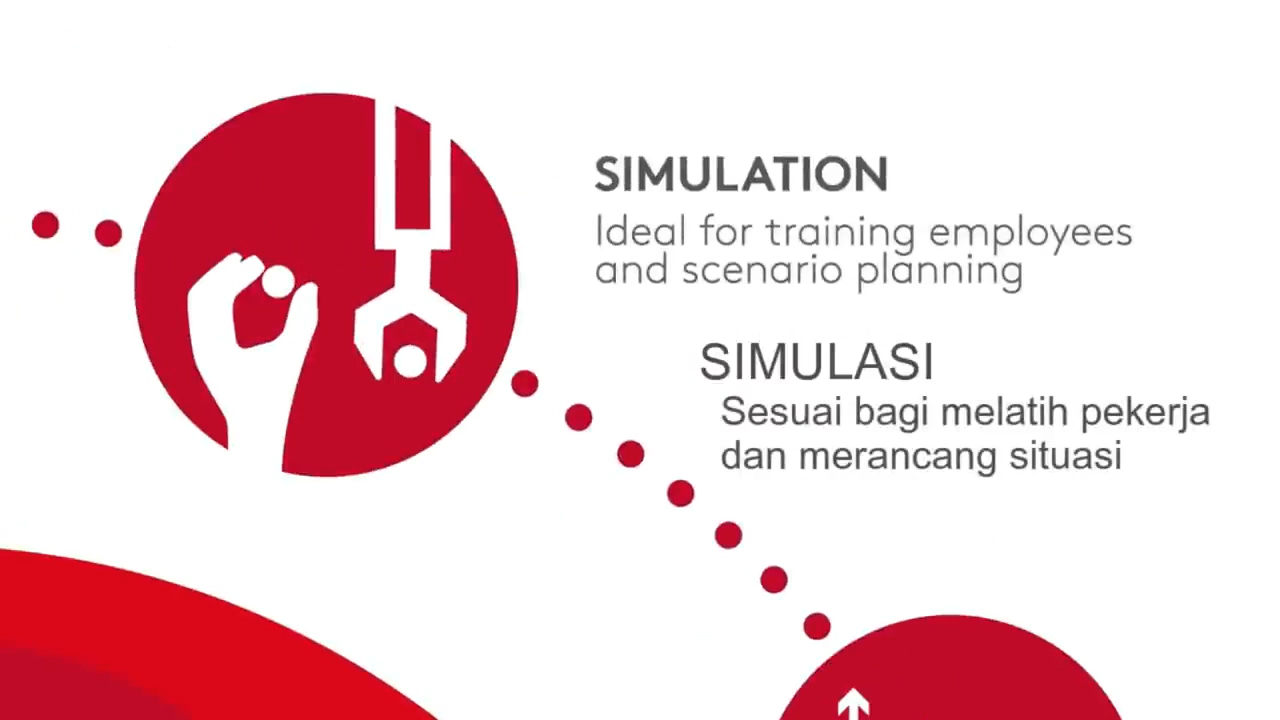 SIMULATION
Ideal for training employees
and scenario planning
SIMULASI
Sesuai bagi melatih pekerja
dan merancang situasi